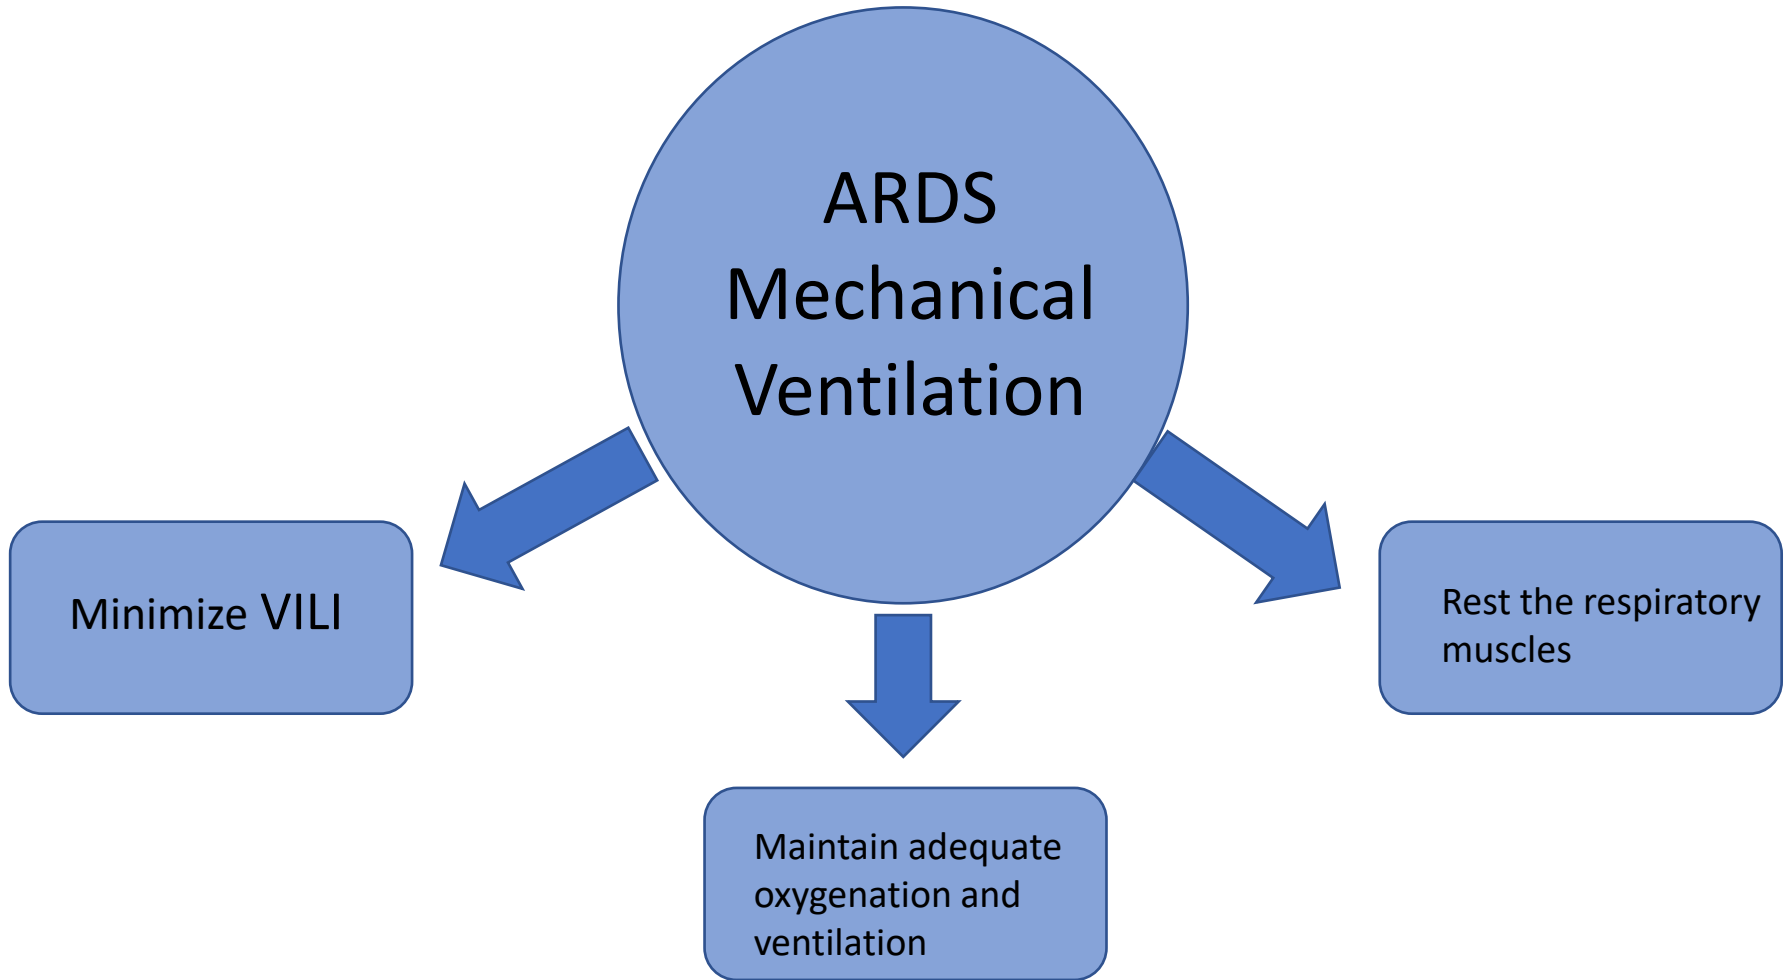 ARDS
Mechanical
Ventilation
Minimize VILI
Rest the respiratory
muscles
Maintain adequate
oxygenation and
ventilation